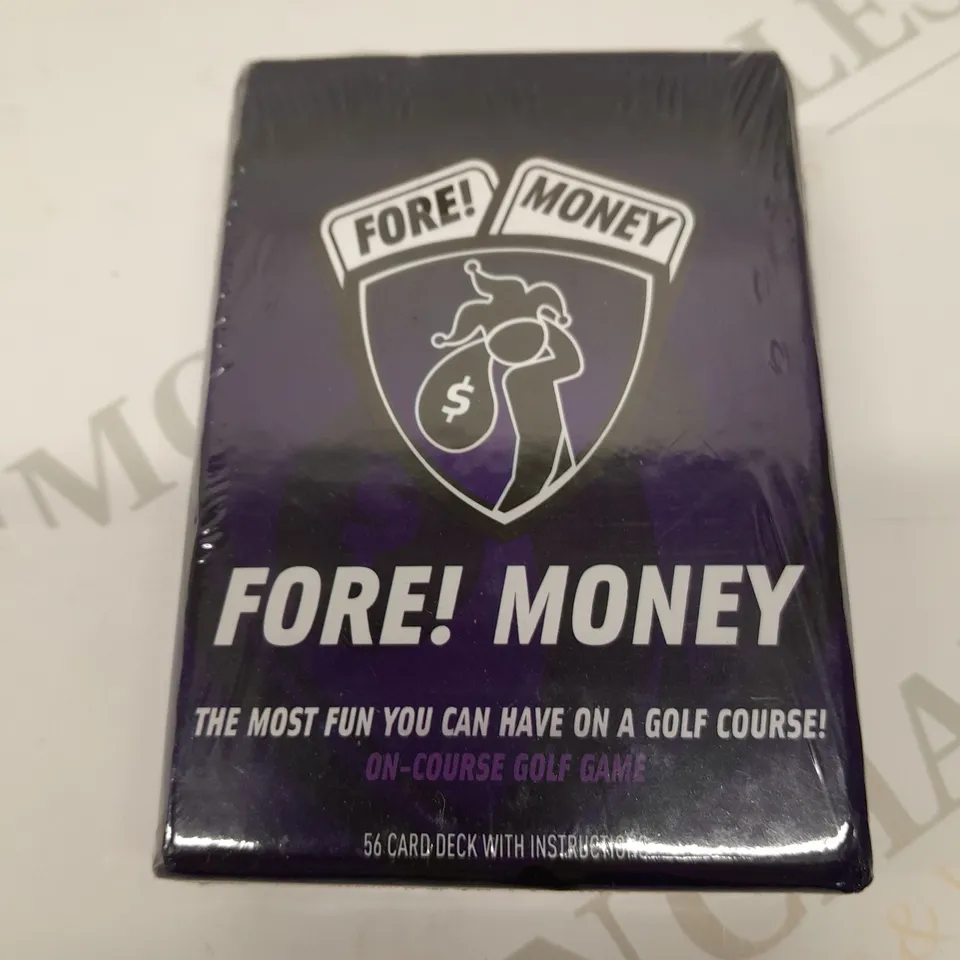 FORE! MONEY
$
FORE! MONEY
THE MOST FUN YOU CAN HAVE ON A GOLF COURSE!
ON-COURSE GOLF GAME
56 CARD DECK WITH INSTRUCTIONS